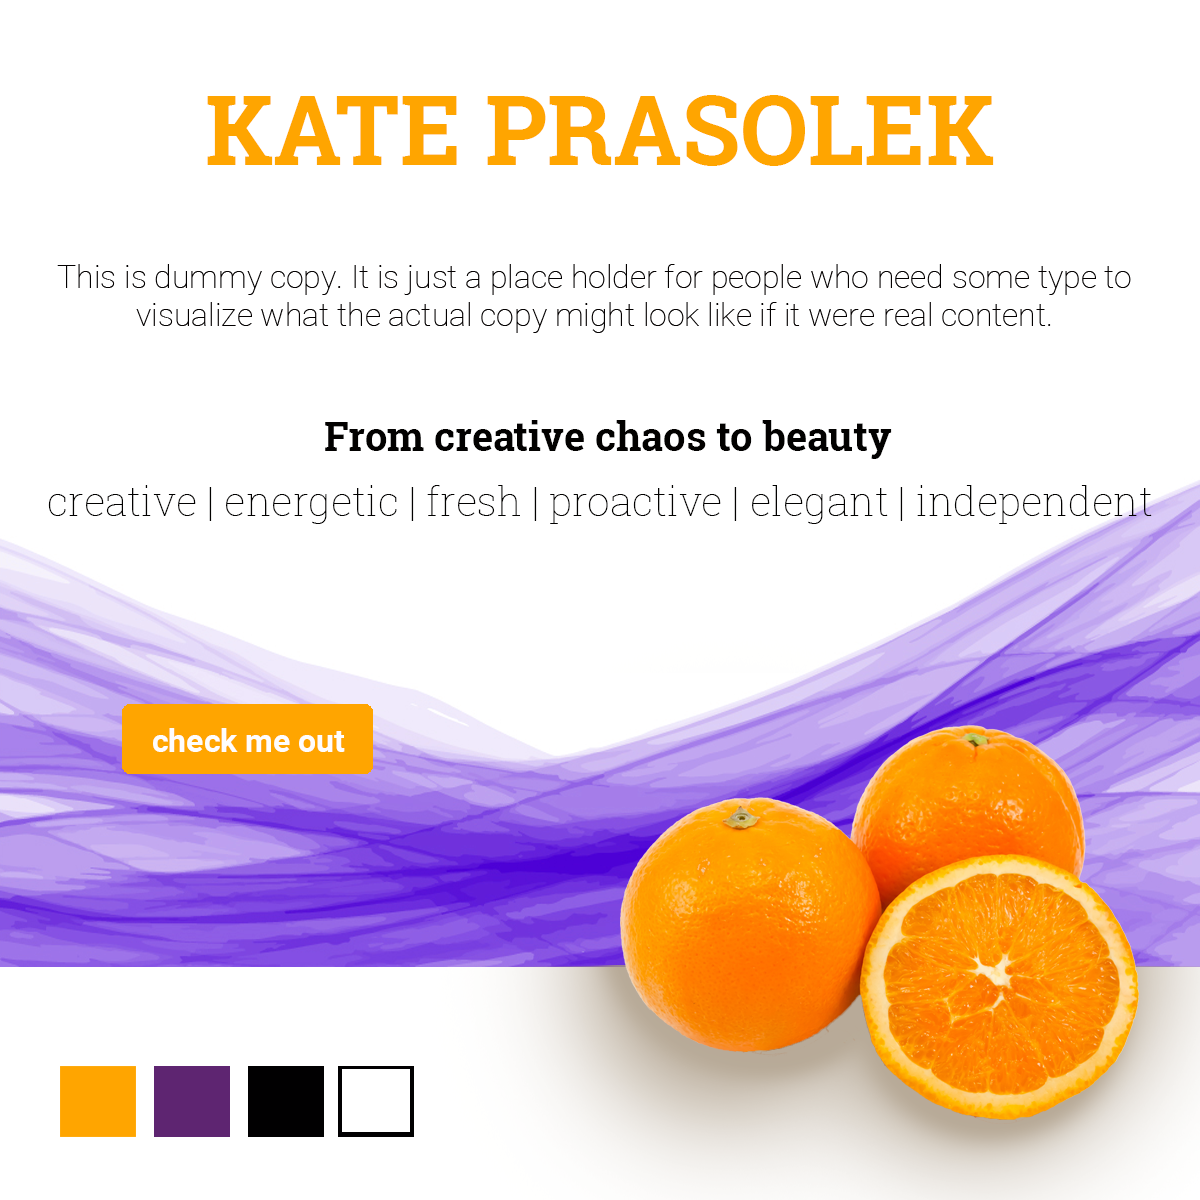 KATE PRASOLEK
This is dummy copy. It is just a place holder for people who need some type to
visualize what the actual copy might look like if it were real content.
From creative chaos to beauty
creative | energetic | fresh | proactive | elegant | independent
check me out